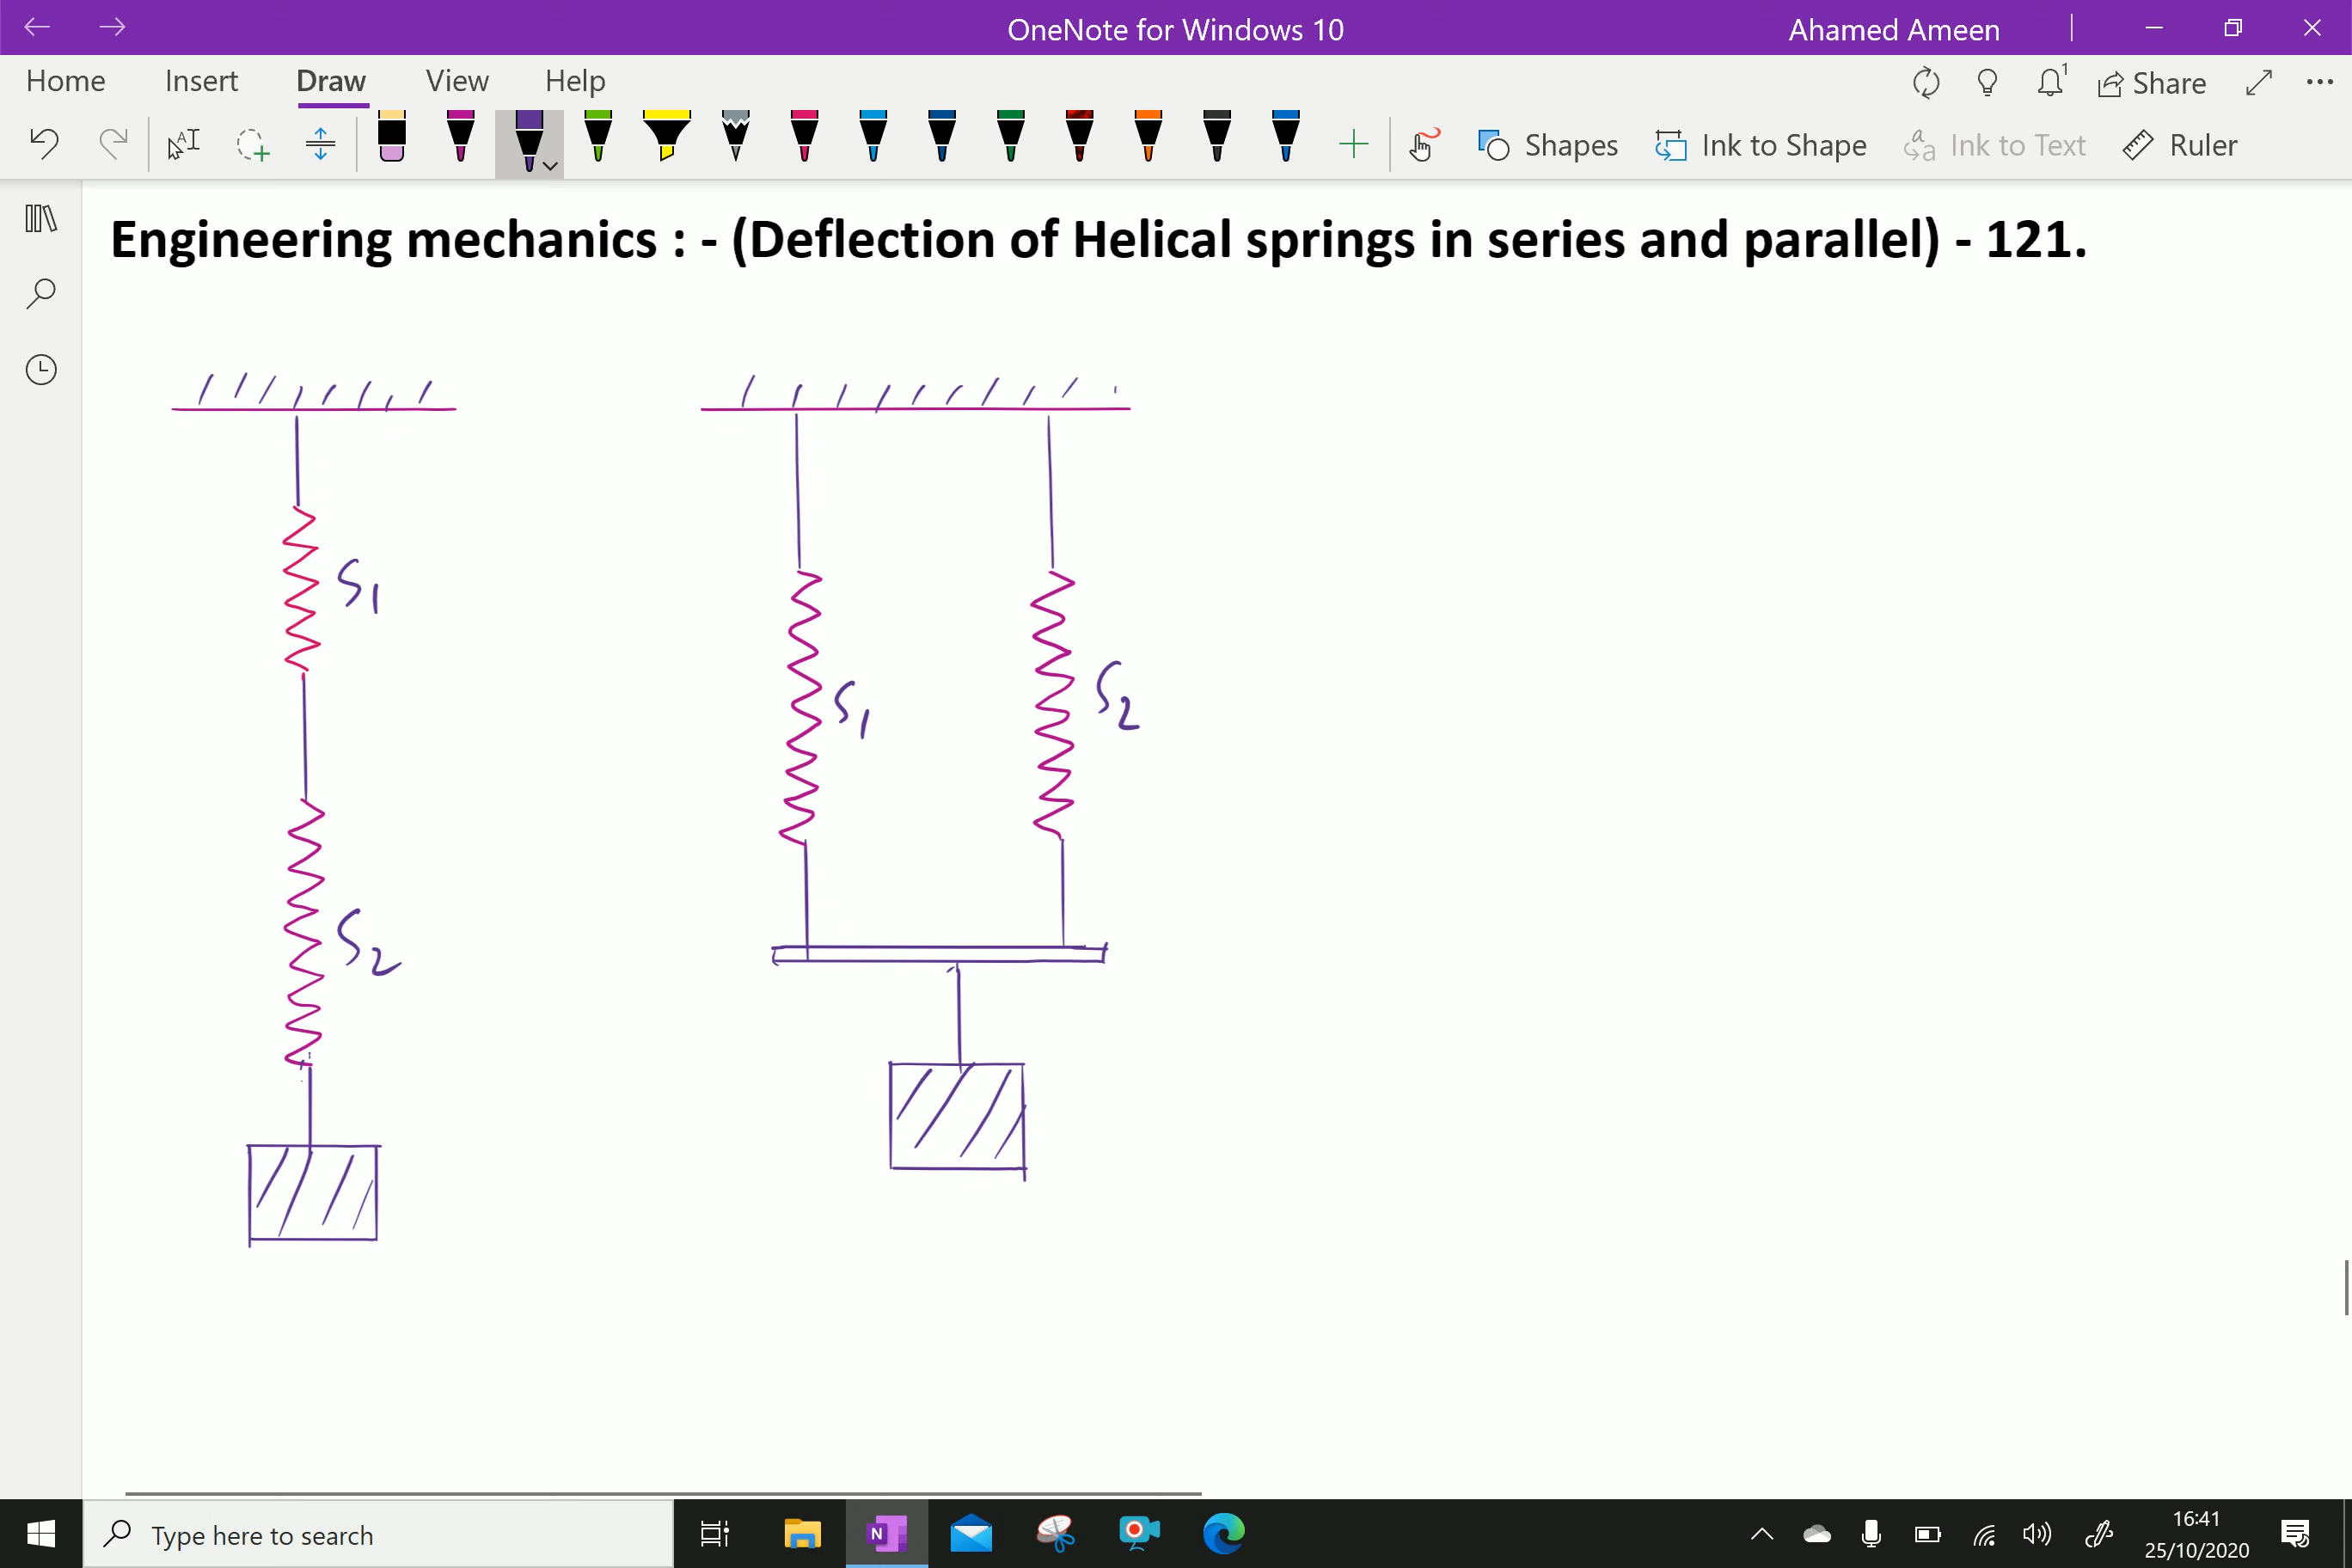 OneNote for Windows 10
Ahamed Ameen
Home Insert Draw View Help
1
Share
Shapes
Ink to Shape
Ink to Text
Ruler
Engineering mechanics : - (Deflection of Helical springs in series and parallel) - 121.
S1
S2
S1
S2
Type here to search
N
16:41
25/10/2020